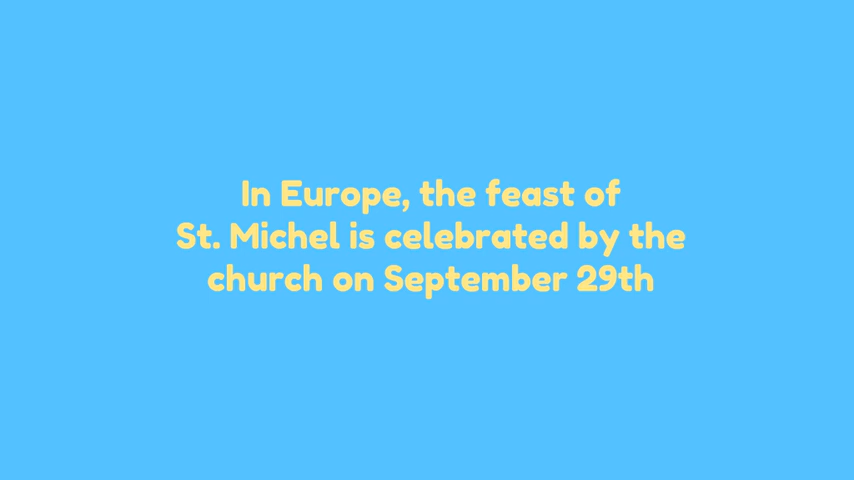 In Europe, the feast of
St. Michel is celebrated by the
church on September 29th